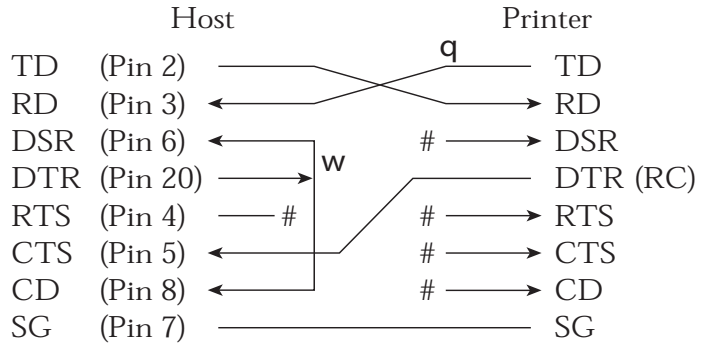 Host Printer
q
TD (Pin 2) TD
RD (Pin 3) RD
DSR (Pin 6) # DSR
w
DTR (Pin 20) DTR (RC)
RTS (Pin 4) # # RTS
CTS (Pin 5) # CTS
CD (Pin 8) # CD
SG (Pin 7) SG